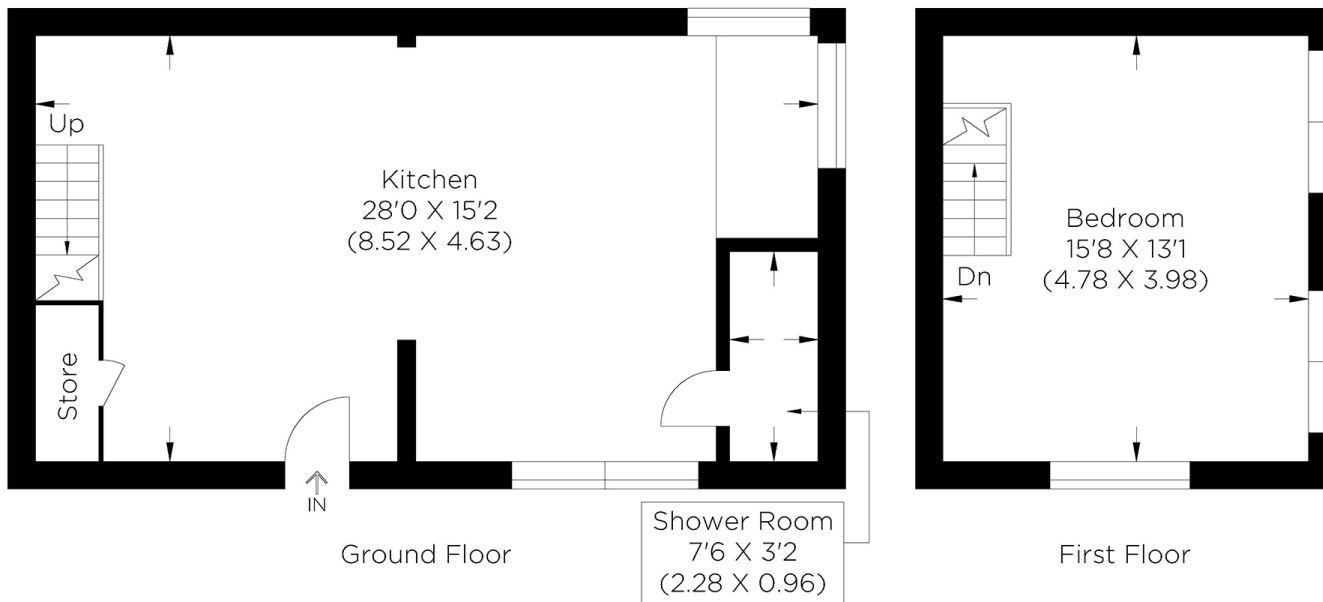 Up
Kitchen
28'0 X 15'2
(8.52 X 4.63)
Store
IN
Shower Room
7'6 X 3'2
(2.28 X 0.96)
Ground Floor
Bedroom
15'8 X 13'1
(4.78 X 3.98)
Dn
First Floor